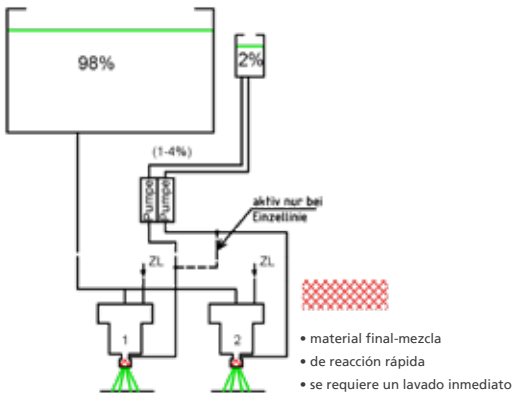 98%
2%
(1-4%)
Pumpe
Pumpe
aktiv nur bei
Einzellinie
ZL
ZL
1
2
• material final-mezcla
• de reacción rápida
• se requiere un lavado inmediato